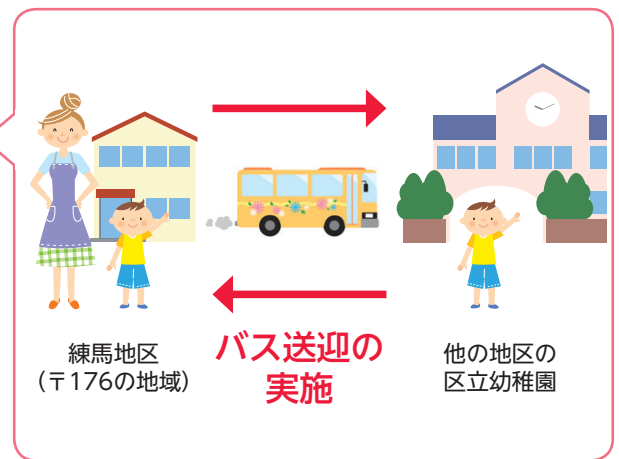 練馬地区
（〒176の地域）
バス送迎の
実施
他の地区の
区立幼稚園